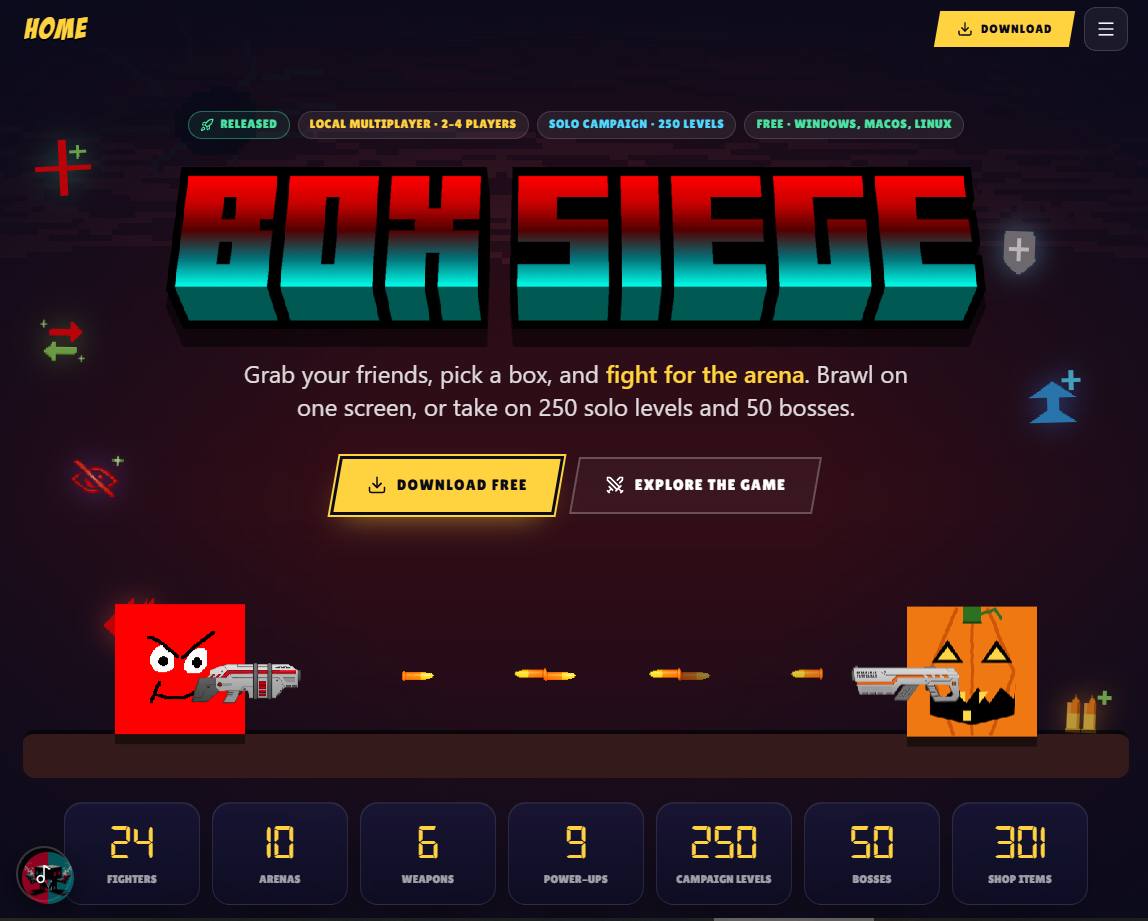 HOME
DOWNLOAD
RELEASED
LOCAL MULTIPLAYER · 2-4 PLAYERS
SOLO CAMPAIGN · 250 LEVELS
FREE · WINDOWS, MACOS, LINUX
BOX SIEGE
Grab your friends, pick a box, and fight for the arena. Brawl on
one screen, or take on 250 solo levels and 50 bosses.
DOWNLOAD FREE
EXPLORE THE GAME
24
FIGHTERS
10
ARENAS
6
WEAPONS
9
POWER-UPS
250
CAMPAIGN LEVELS
50
BOSSES
301
SHOP ITEMS